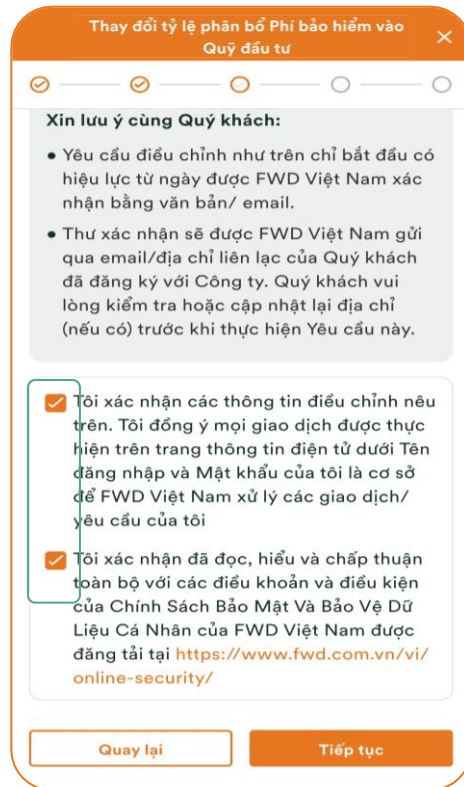 Thay đổi tỷ lệ phân bổ Phí bảo hiểm vào
Quỹ đầu tư
Xin lưu ý cùng Quý khách:
• Yêu cầu điều chỉnh như trên chỉ bắt đầu có
hiệu lực từ ngày được FWD Việt Nam xác
nhận bằng văn bản/ email.
• Thư xác nhận sẽ được FWD Việt Nam gửi
qua email/địa chỉ liên lạc của Quý khách
đã đăng ký với Công ty. Quý khách vui
lòng kiểm tra hoặc cập nhật lại địa chỉ
(nếu có) trước khi thực hiện Yêu cầu này.
Tôi xác nhận các thông tin điều chỉnh nêu
trên. Tôi đồng ý mọi giao dịch được thực
hiện trên trang thông tin điện tử dưới Tên
đăng nhập và Mật khẩu của tôi là cơ sở
để FWD Việt Nam xử lý các giao dịch/
yêu cầu của tôi
Tôi xác nhận đã đọc, hiểu và chấp thuận
toàn bộ với các điều khoản và điều kiện
của Chính Sách Bảo Mật Và Bảo Vệ Dữ
Liệu Cá Nhân của FWD Việt Nam được
đăng tải tại https://www.fwd.com.vn/vi/
online-security/
Quay lại
Tiếp tục